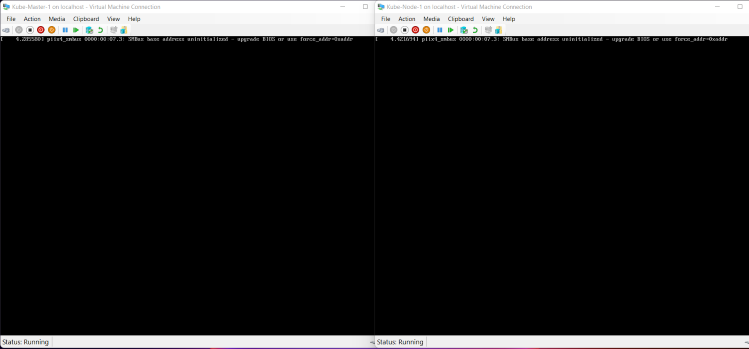 Kube-Master-1 on localhost - Virtual Machine Connection
File Action Media Clipboard View Help
[ 4.285580] piix4_smbus 0000:00:07.3: SMBus base address uninitialized - upgrade BIOS or use force_addr=0xaddr
Status: Running
Kube-Node-1 on localhost - Virtual Machine Connection
File Action Media Clipboard View Help
[ 4.421694] piix4_smbus 0000:00:07.3: SMBus base address uninitialized - upgrade BIOS or use force_addr=0xaddr
Status: Running